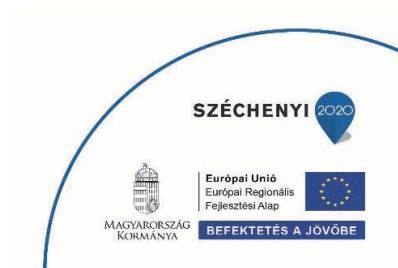 SZÉCHENYI 2020
Európai Unió
Európai Regionális
Fejlesztési Alap
MAGYARORSZÁG
KORMÁNYA
BEFEKTETÉS A JÖVŐBE